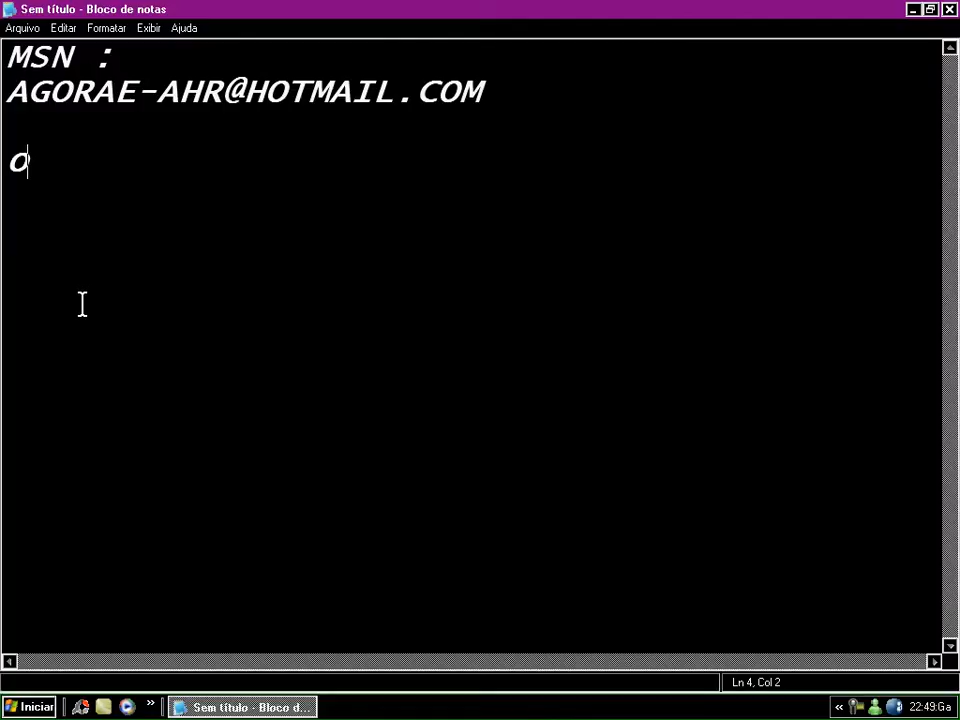 Sem título - Bloco de notas
Arquivo Editar Formatar Exibir Ajuda
MSN :
AGORAE-AHR@HOTMAIL.COM
O
Ln 4, Col 2
Iniciar » Sem título - Bloco d... « 22:49:Ga